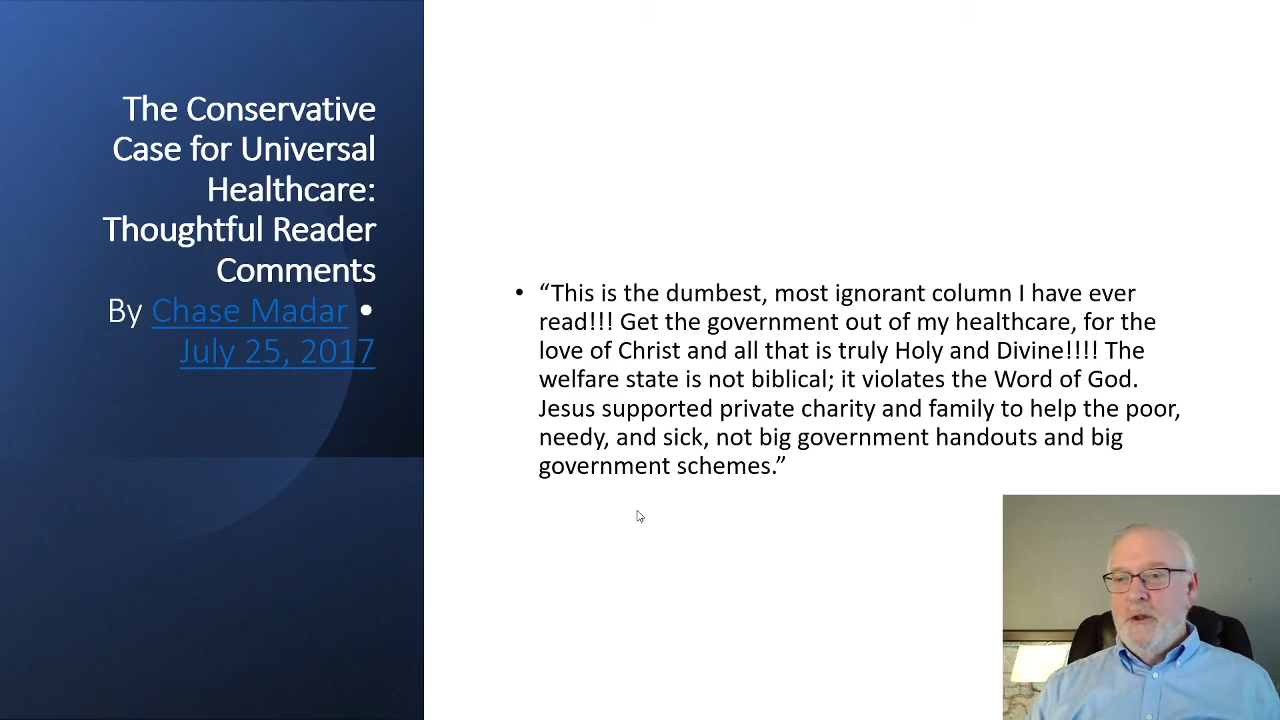 The Conservative
Case for Universal
Healthcare:
Thoughtful Reader
Comments
By Chase Madar •
July 25, 2017
• “This is the dumbest, most ignorant column I have ever
read!!! Get the government out of my healthcare, for the
love of Christ and all that is truly Holy and Divine!!!! The
welfare state is not biblical; it violates the Word of God.
Jesus supported private charity and family to help the poor,
needy, and sick, not big government handouts and big
government schemes.”